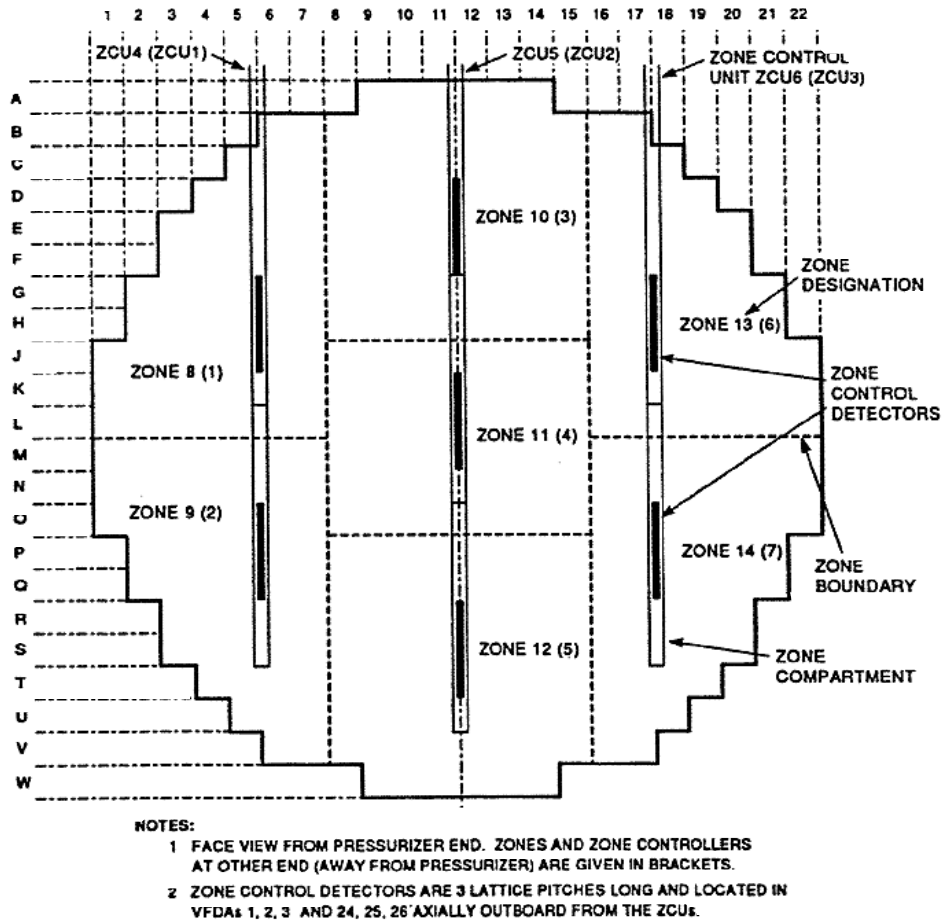 1 2 3 4 5 6 7 8 9 10 11 12 13 14 15 16 17 18 19 20 21 22
ZCU4 (ZCU1)
ZCU5 (ZCU2)
ZONE CONTROL
UNIT ZCU6 (ZCU3)
A
B
C
D
E
F
G
H
J
K
L
M
N
O
P
Q
R
S
T
U
V
W
ZONE 10 (3)
ZONE
DESIGNATION
ZONE 13 (6)
ZONE 8 (1)
ZONE
CONTROL
DETECTORS
ZONE 11 (4)
ZONE 9 (2)
ZONE 14 (7)
ZONE
BOUNDARY
ZONE 12 (5)
ZONE
COMPARTMENT
NOTES:
1 FACE VIEW FROM PRESSURIZER END. ZONES AND ZONE CONTROLLERS
AT OTHER END (AWAY FROM PRESSURIZER) ARE GIVEN IN BRACKETS.
2 ZONE CONTROL DETECTORS ARE 3 LATTICE PITCHES LONG AND LOCATED IN
VFDAs 1, 2, 3 AND 24, 25, 26 AXIALLY OUTBOARD FROM THE ZCUs.